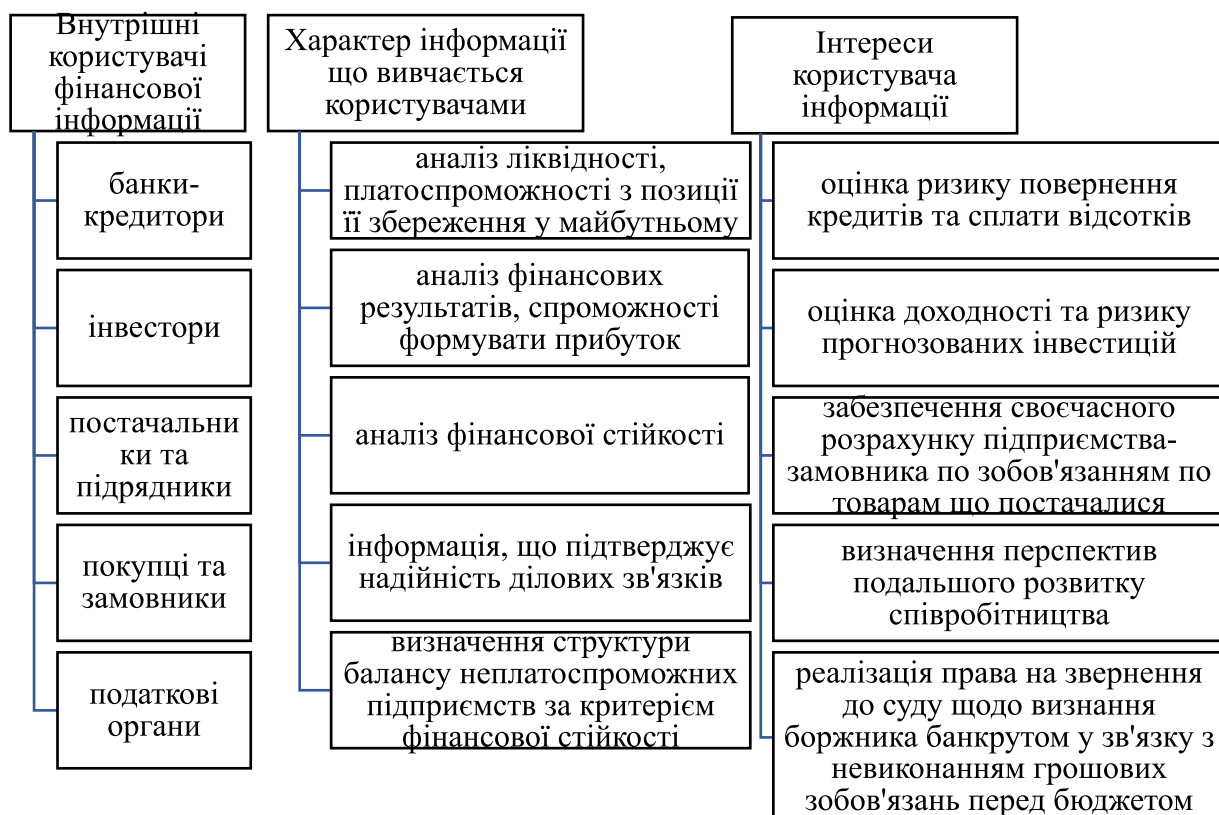 Внутрішні
користувачі
фінансової
інформації
банки-
кредитори
інвестори
постачальни
ки та
підрядники
покупці та
замовники
податкові
органи
Характер інформації
що вивчається
користувачами
аналіз ліквідності,
платоспроможності з позиції
її збереження у майбутньому
аналіз фінансових
результатів, спроможності
формувати прибуток
аналіз фінансової стійкості
інформація, що підтверджує
надійність ділових зв'язків
визначення структури
балансу неплатоспроможних
підприємств за критерієм
фінансової стійкості
Інтереси
користувача
інформації
оцінка ризику повернення
кредитів та сплати відсотків
оцінка доходності та ризику
прогнозованих інвестицій
забезпечення своєчасного
розрахунку підприємства-
замовника по зобов'язанням по
товарам що постачалися
визначення перспектив
подальшого розвитку
співробітництва
реалізація права на звернення
до суду щодо визнання
боржника банкрутом у зв'язку з
невиконанням грошових
зобов'язань перед бюджетом